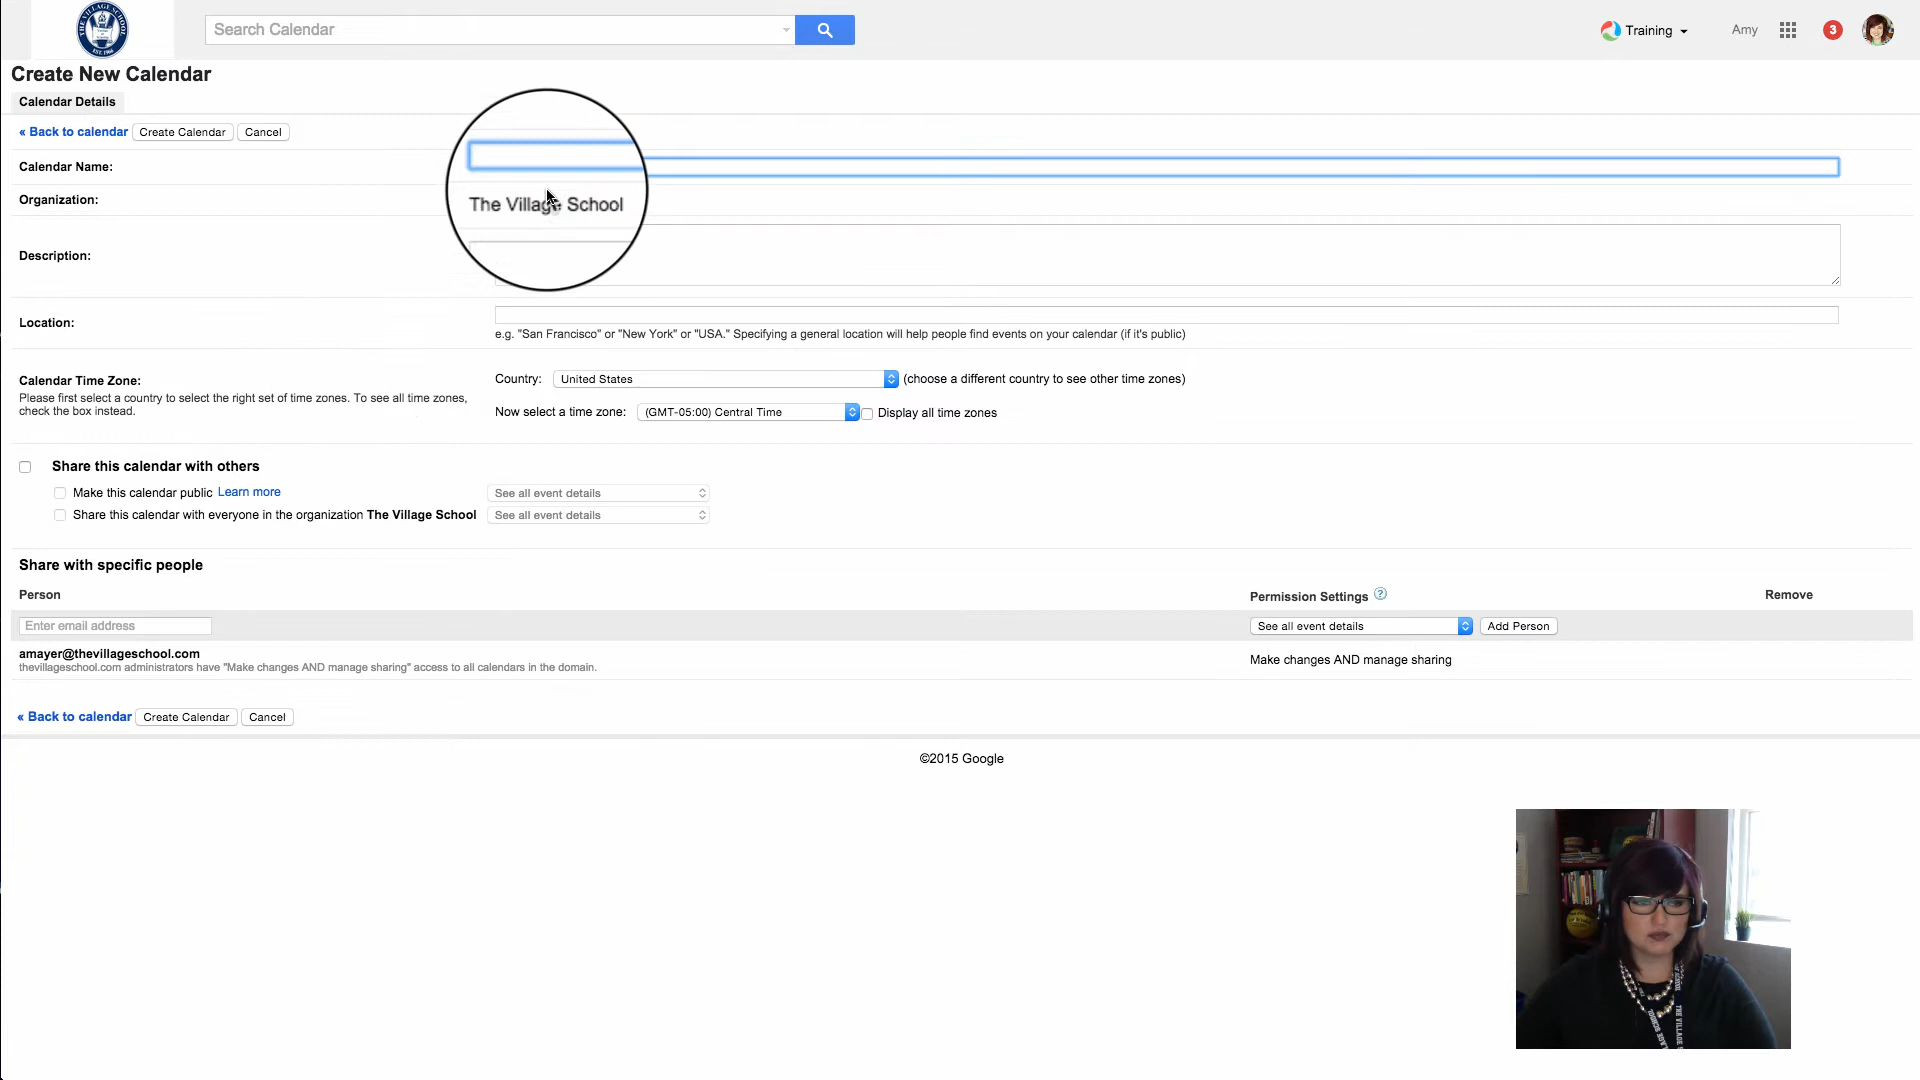 THE VILLAGE SCHOOL
EST. 1966
Search Calendar
Training
Amy
3
Create New Calendar
Calendar Details
« Back to calendar Create Calendar Cancel
Calendar Name:
Organization: The Village School
Description:
Location:
e.g. "San Francisco" or "New York" or "USA." Specifying a general location will help people find events on your calendar (if it's public)
Calendar Time Zone:
Please first select a country to select the right set of time zones. To see all time zones,
check the box instead.
Country: United States (choose a different country to see other time zones)
Now select a time zone: (GMT-05:00) Central Time Display all time zones
Share this calendar with others
Make this calendar public Learn more See all event details
Share this calendar with everyone in the organization The Village School See all event details
Share with specific people
Person Permission Settings ? Remove
Enter email address See all event details Add Person
amayer@thevillageschool.com
thevillageschool.com administrators have "Make changes AND manage sharing" access to all calendars in the domain.
Make changes AND manage sharing
« Back to calendar Create Calendar Cancel
©2015 Google